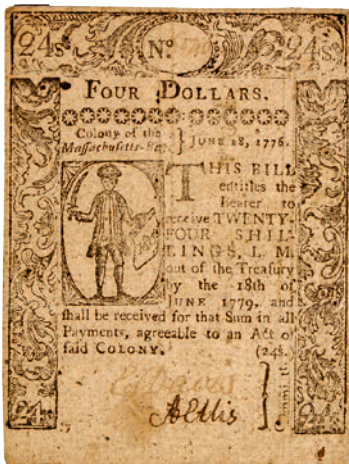 24s Nº 24s.
FOUR DOLLARS.
Colony of the
Maſſachuſetts-Bay. } JUNE 18, 1776.
THIS BILL
entitles the
Bearer to
receive TWENTY-
FOUR SHIL-
LINGS, L. M.
out of the Treaſury
by the 18th of
JUNE 1779, and
ſhall be received for that Sum in all
Payments, agreeable to an Act of
ſaid COLONY. (24s.
AEllis
24s 24s